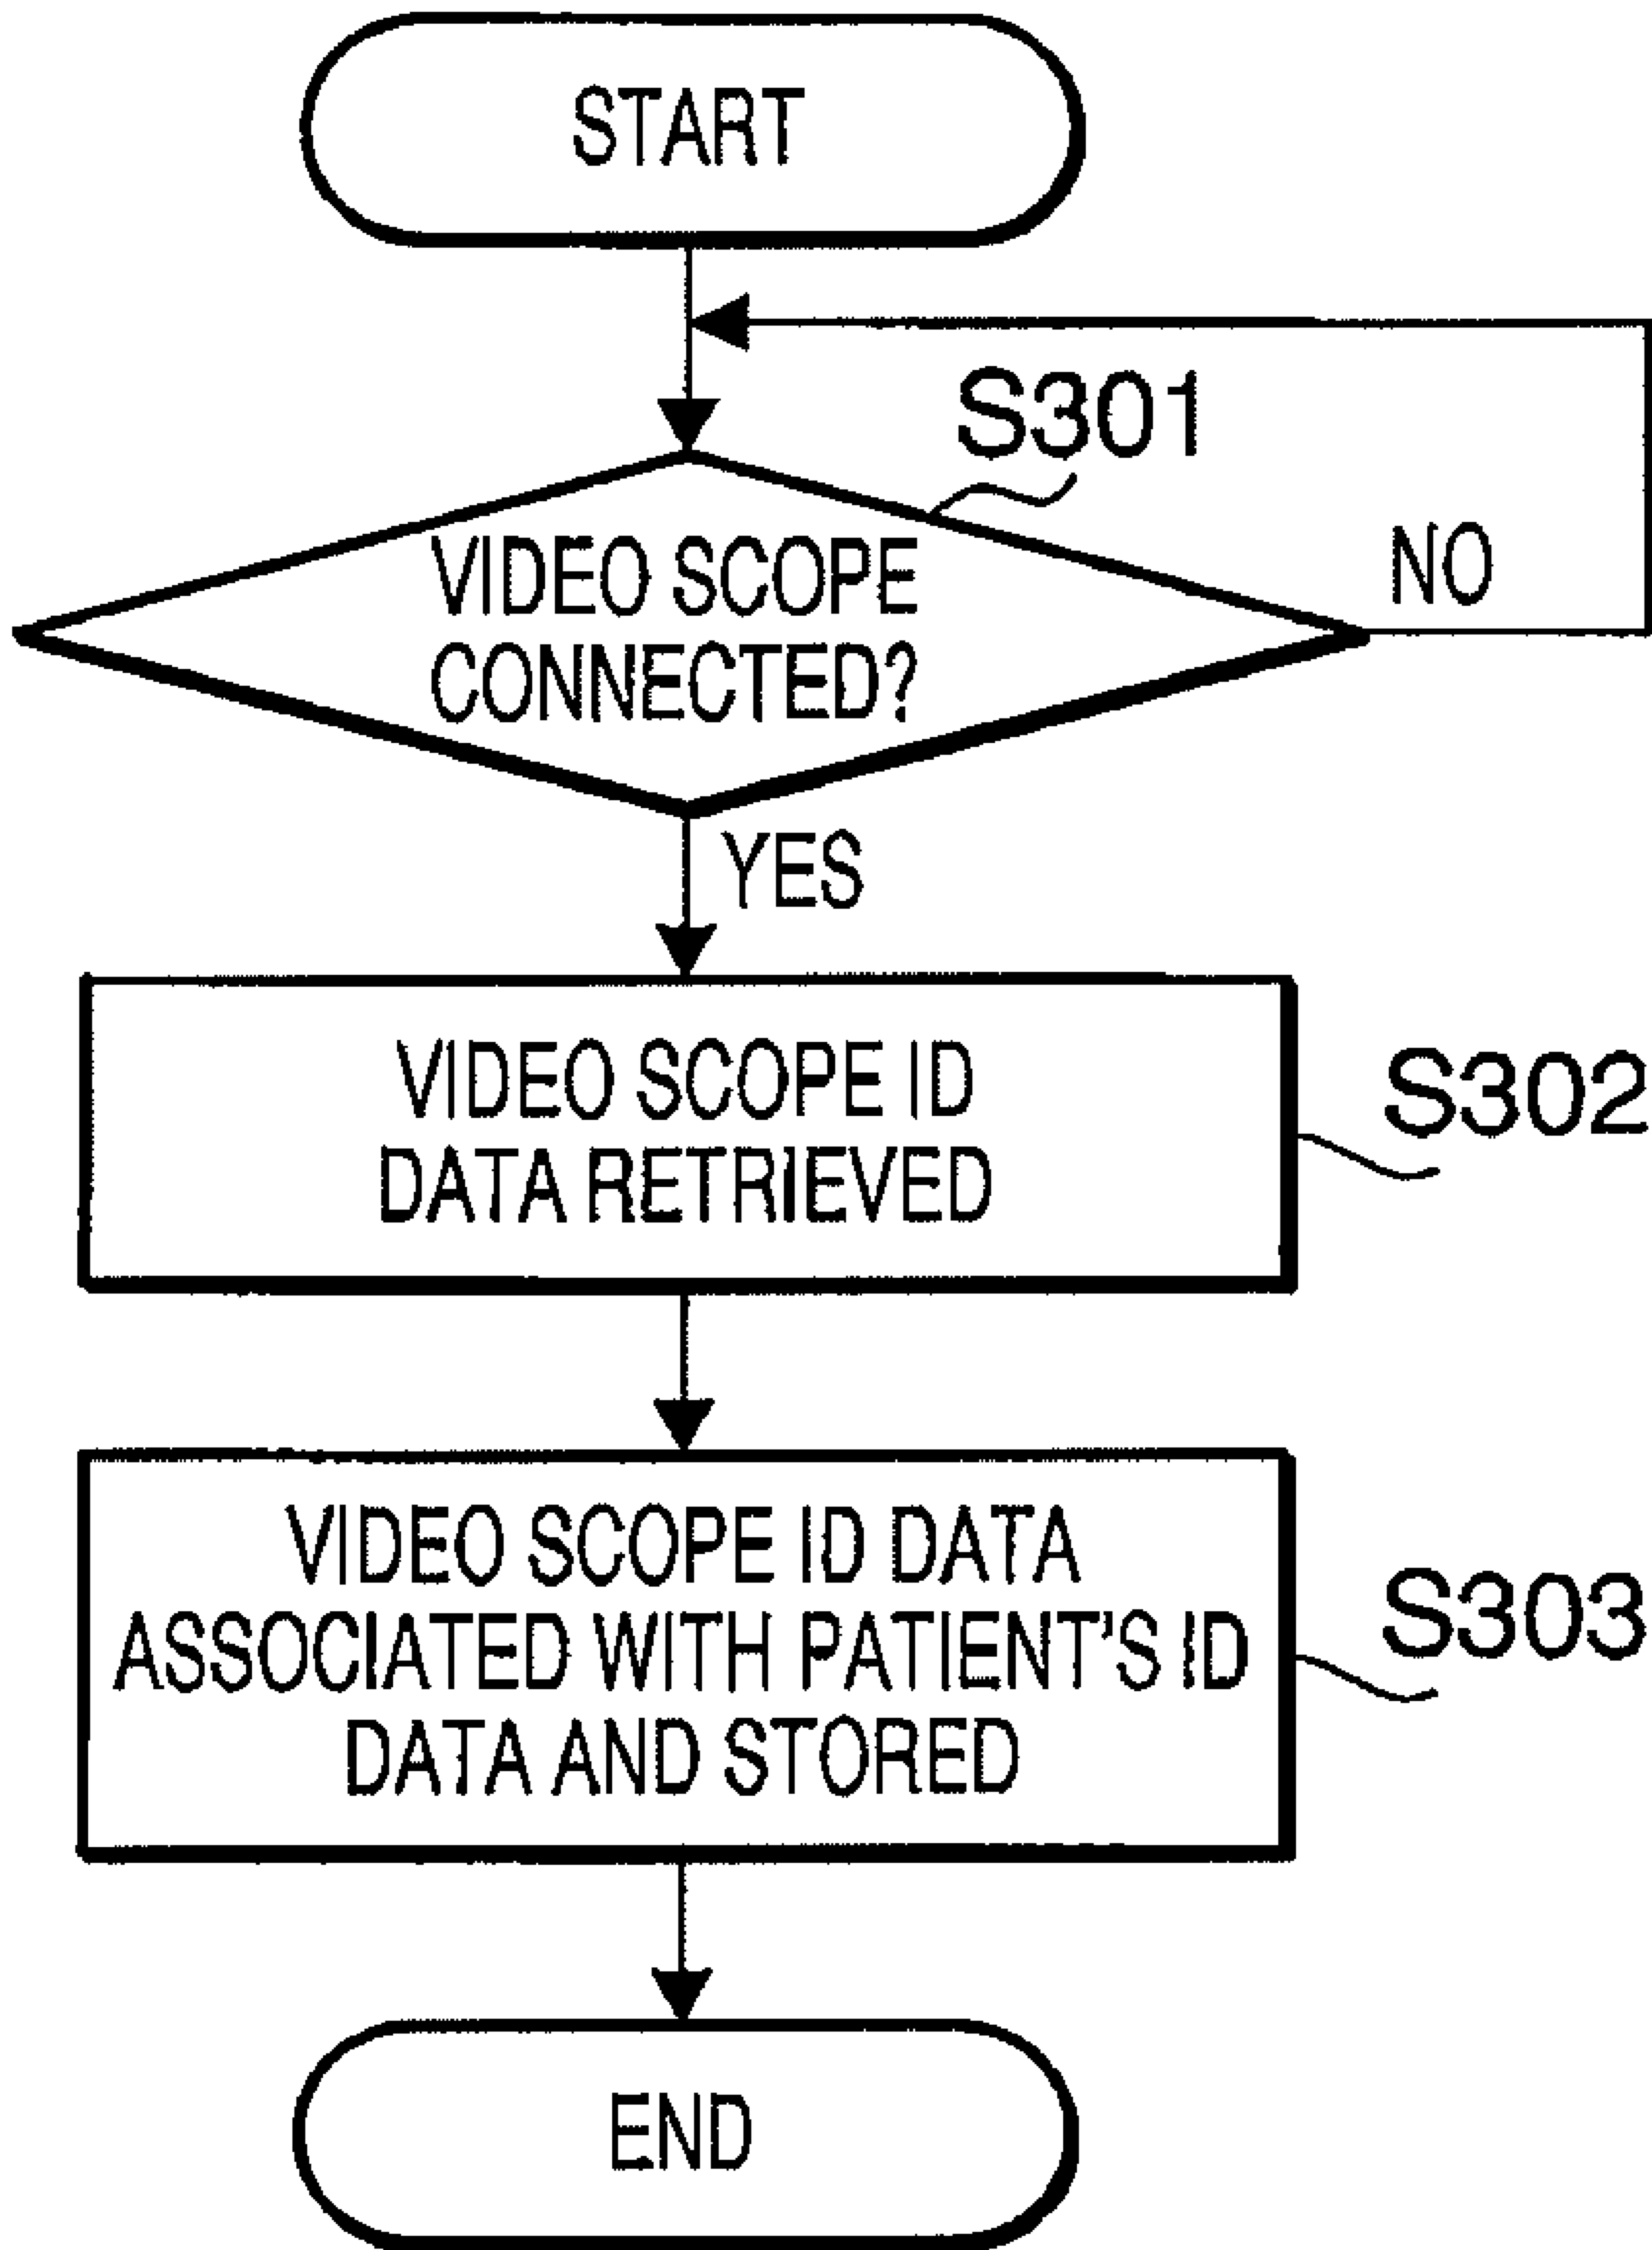 START
S301
VIDEO SCOPE
CONNECTED?
NO
YES
VIDEO SCOPE ID
DATA RETRIEVED
S302
VIDEO SCOPE ID DATA
ASSOCIATED WITH PATIENT'S ID
DATA AND STORED
S303
END